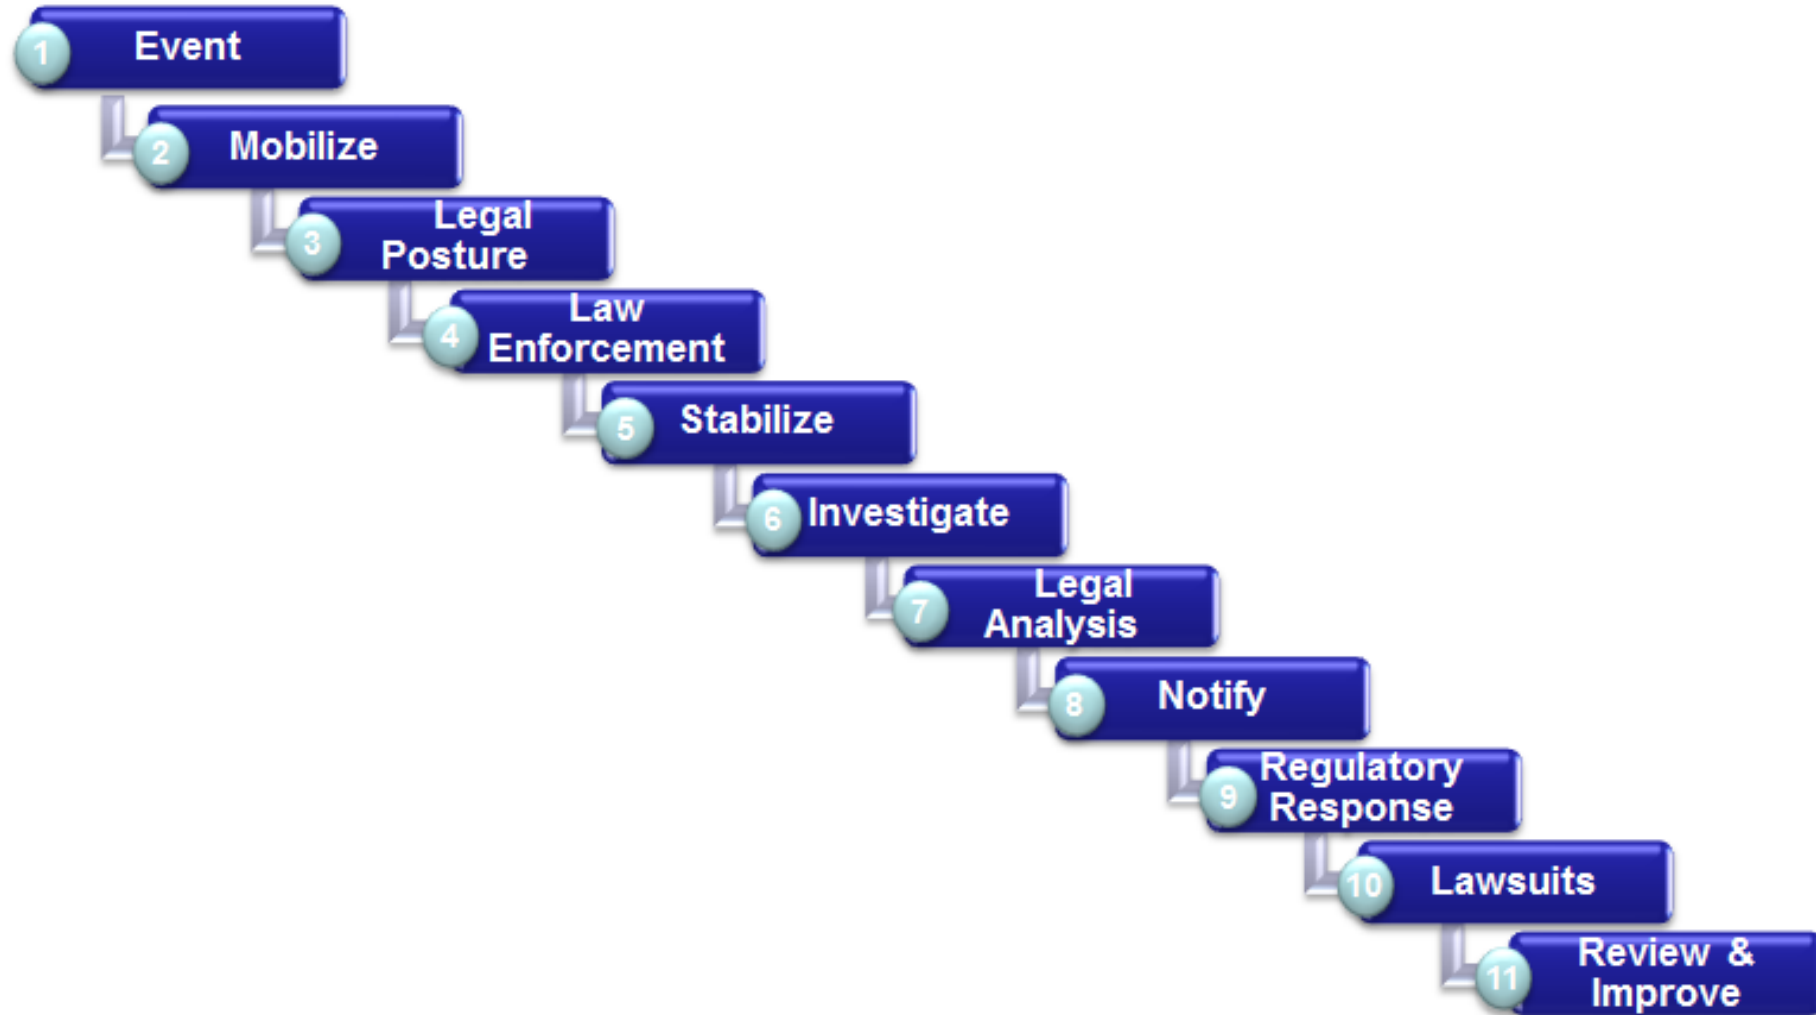 1
Event
2
Mobilize
3
Legal
Posture
4
Law
Enforcement
5
Stabilize
6
Investigate
7
Legal
Analysis
8
Notify
9
Regulatory
Response
10
Lawsuits
11
Review &
Improve